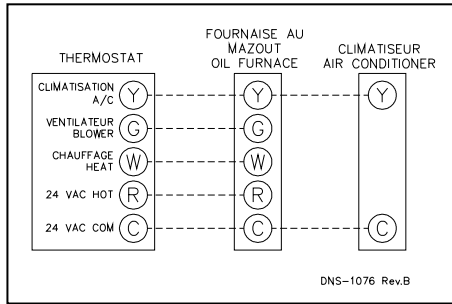 FOURNAISE AU
MAZOUT
OIL FURNACE
THERMOSTAT
CLIMATISEUR
AIR CONDITIONER
CLIMATISATION
A/C
Y
Y
Y
VENTILATEUR
BLOWER
G
G
CHAUFFAGE
HEAT
W
W
24 VAC HOT
R
R
24 VAC COM
C
C
C
DNS-1076 Rev.B